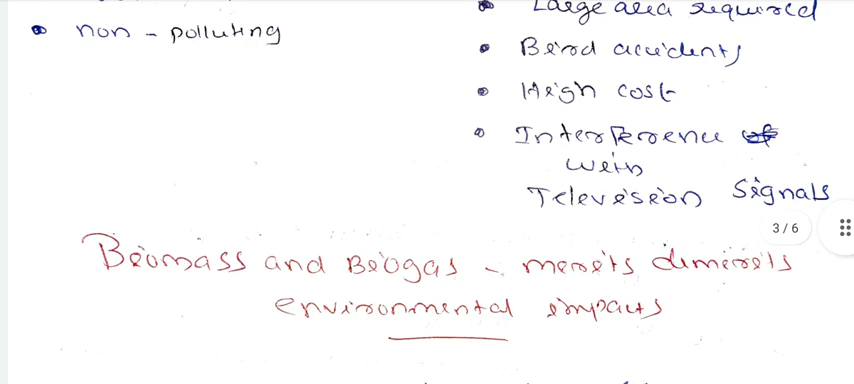 Large area required
• non - polluting
• Bird accidents
• High cost
• Interference of
with
Television Signals
3 / 6
Biomass and Biogas - merits dimerits
environmental impacts